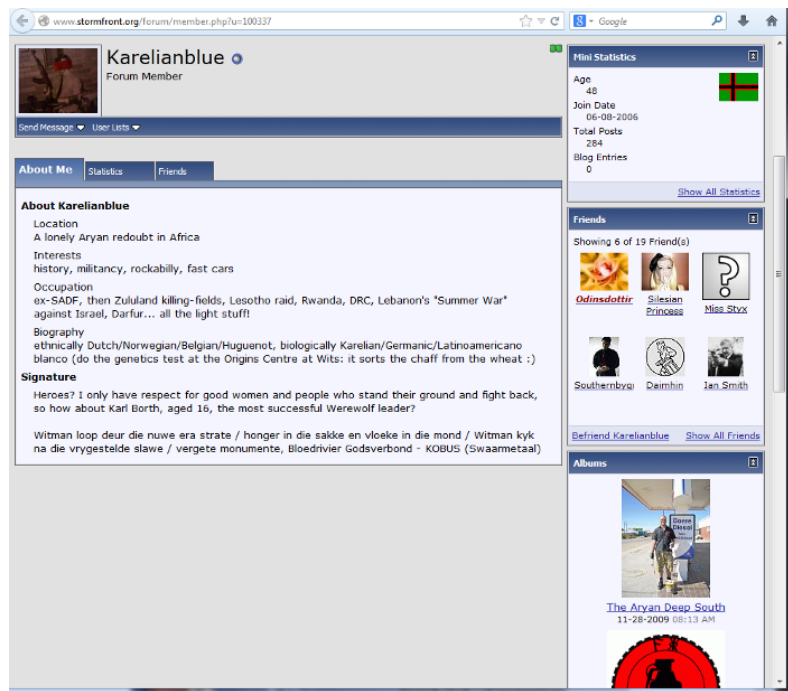 www.stormfront.org/forum/member.php?u=100337
Google
Karelianblue
Forum Member
Send Message
User Lists
About Me
Statistics
Friends
About Karelianblue
Location
A lonely Aryan redoubt in Africa
Interests
history, militancy, rockabilly, fast cars
Occupation
ex-SADF, then Zululand killing-fields, Lesotho raid, Rwanda, DRC, Lebanon's "Summer War"
against Israel, Darfur... all the light stuff!
Biography
ethnically Dutch/Norwegian/Belgian/Huguenot, biologically Karelian/Germanic/Latinoamericano
blanco (do the genetics test at the Origins Centre at Wits: it sorts the chaff from the wheat :)
Signature
Heroes? I only have respect for good women and people who stand their ground and fight back,
so how about Karl Borth, aged 16, the most successful Werewolf leader?
Witman loop deur die nuwe era strate / honger in die sakke en vloeke in die mond / Witman kyk
na die vrygestelde slawe / vergete monumente, Bloedrivier Godsverbond - KOBUS (Swaarmetaal)
Mini Statistics
Age
48
Join Date
06-08-2006
Total Posts
284
Blog Entries
0
Show All Statistics
Friends
Showing 6 of 19 Friend(s)
Odinsdottir
Silesian
Princess
Miss Styx
Southernbygr
Daimhin
Ian Smith
Befriend Karelianblue
Show All Friends
Albums
Diesel
The Aryan Deep South
11-28-2009 08:13 AM